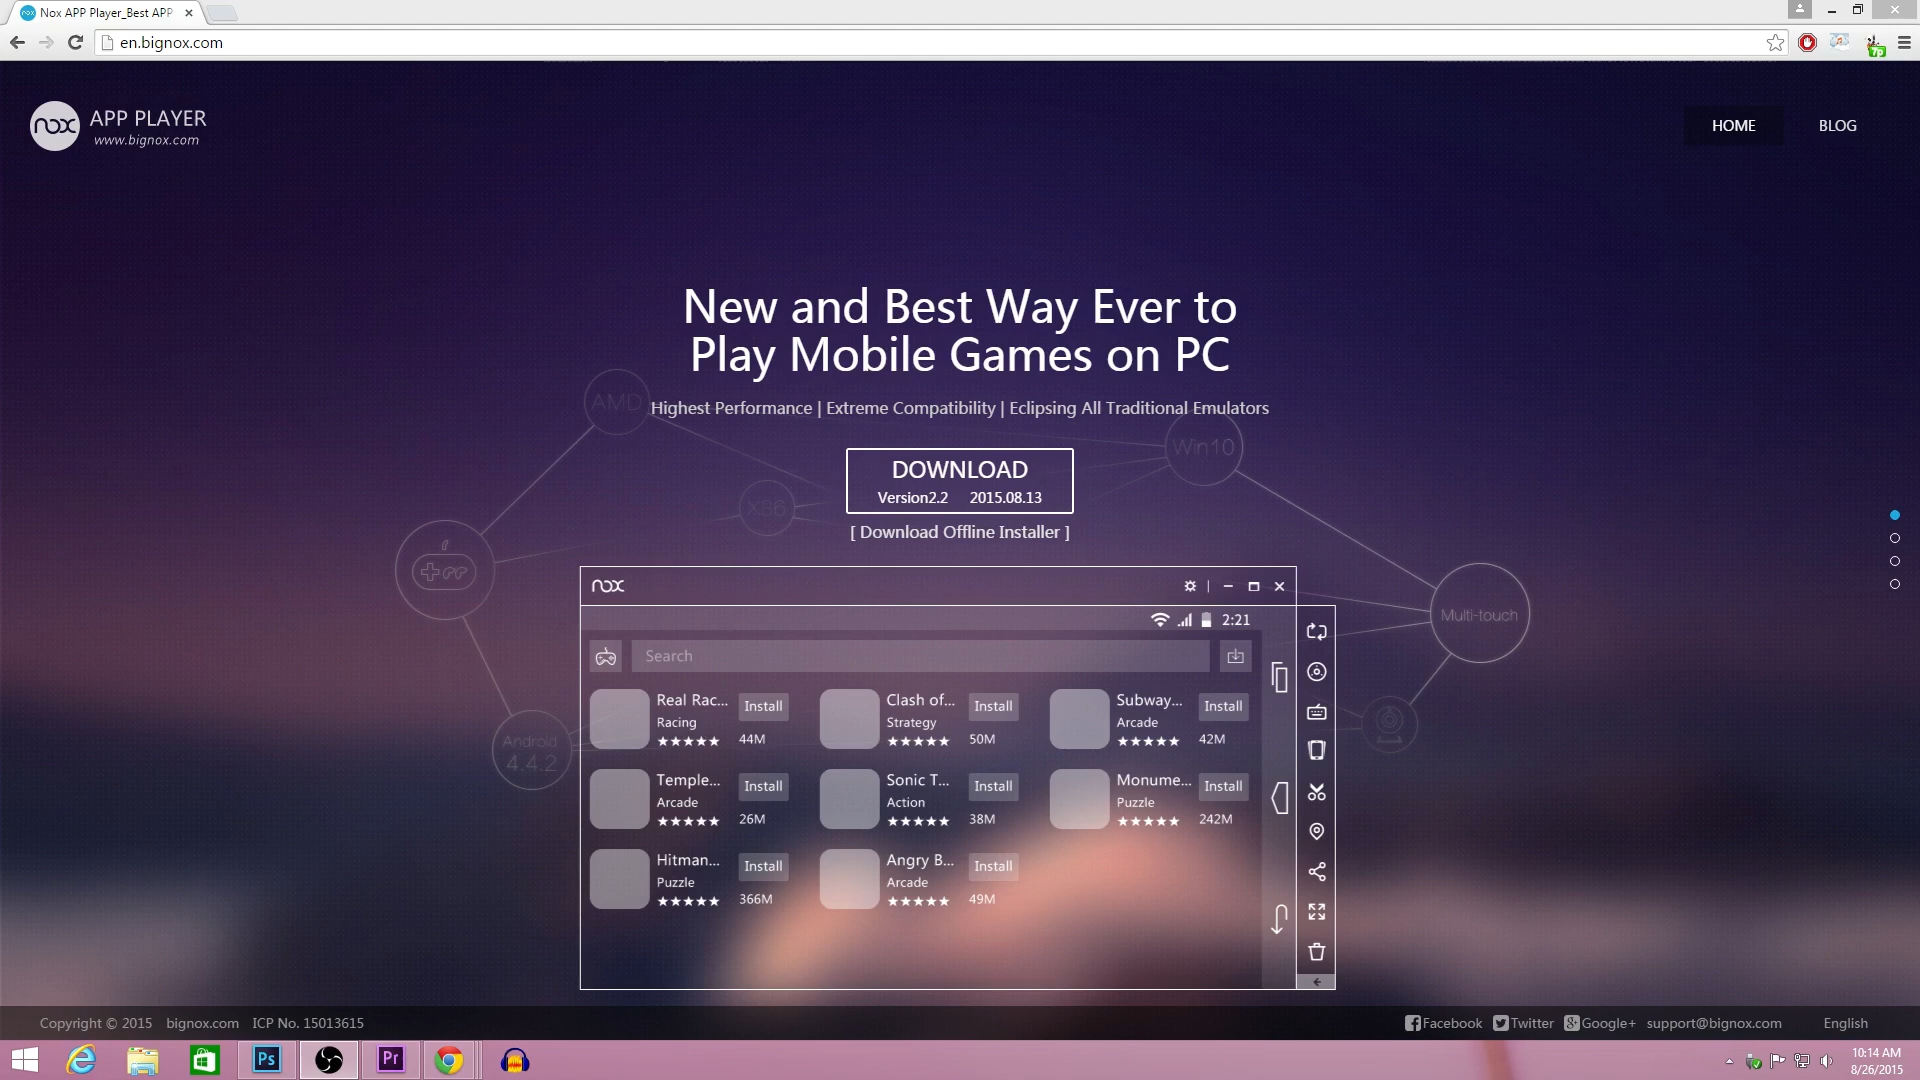 Nox APP Player_Best APP
en.bignox.com
nox APP PLAYER
www.bignox.com
HOME BLOG
New and Best Way Ever to
Play Mobile Games on PC
Highest Performance | Extreme Compatibility | Eclipsing All Traditional Emulators
AMD
Win10
X86
DOWNLOAD
Version2.2 2015.08.13
[ Download Offline Installer ]
nox
2:21
Multi-touch
Search
Real Rac... Install Clash of... Install Subway... Install
Racing Strategy Arcade
★★★★★ 44M ★★★★★ 50M ★★★★★ 42M
Android
4.4.2
Temple... Install Sonic T... Install Monume... Install
Arcade Action Puzzle
★★★★★ 26M ★★★★★ 38M ★★★★★ 242M
Hitman... Install Angry B... Install
Puzzle Arcade
★★★★★ 366M ★★★★★ 49M
Copyright © 2015 bignox.com ICP No. 15013615 Facebook Twitter Google+ support@bignox.com English
Ps Pr
10:14 AM
8/26/2015